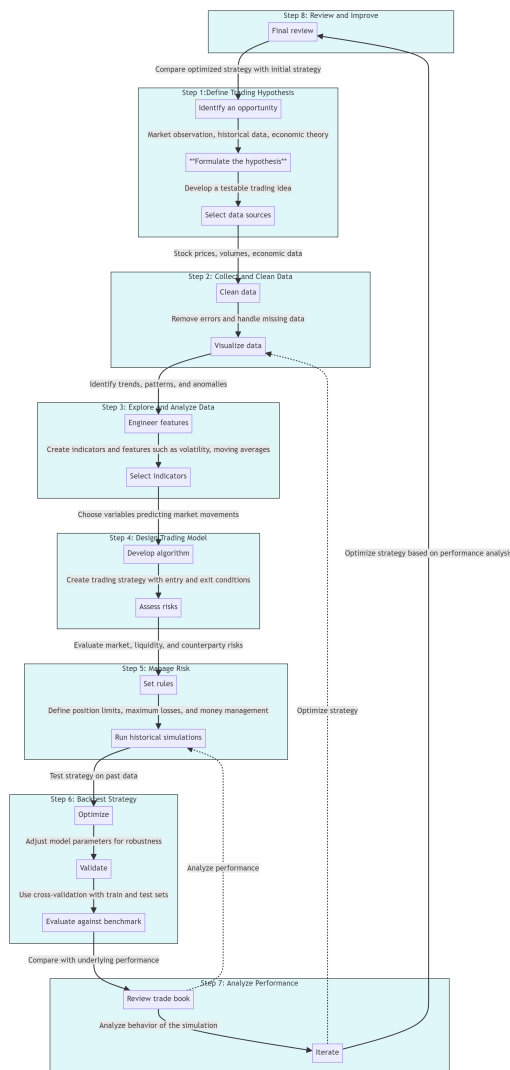 Step 8: Review and Improve
Final review
Compare optimized strategy with initial strategy
Step 1:Define Trading Hypothesis
Identify an opportunity
Market observation, historical data, economic theory
**Formulate the hypothesis**
Develop a testable trading idea
Select data sources
Stock prices, volumes, economic data
Step 2: Collect and Clean Data
Clean data
Remove errors and handle missing data
Visualize data
Identify trends, patterns, and anomalies
Step 3: Explore and Analyze Data
Engineer features
Create indicators and features such as volatility, moving averages
Select indicators
Choose variables predicting market movements
Step 4: Design Trading Model
Develop algorithm
Optimize strategy based on performance analysis
Create trading strategy with entry and exit conditions
Assess risks
Evaluate market, liquidity, and counterparty risks
Step 5: Manage Risk
Set rules
Define position limits, maximum losses, and money management
Optimize strategy
Run historical simulations
Test strategy on past data
Step 6: Backtest Strategy
Optimize
Adjust model parameters for robustness
Validate
Analyze performance
Use cross-validation with train and test sets
Evaluate against benchmark
Compare with underlying performance
Step 7: Analyze Performance
Review trade book
Analyze behavior of the simulation
Iterate